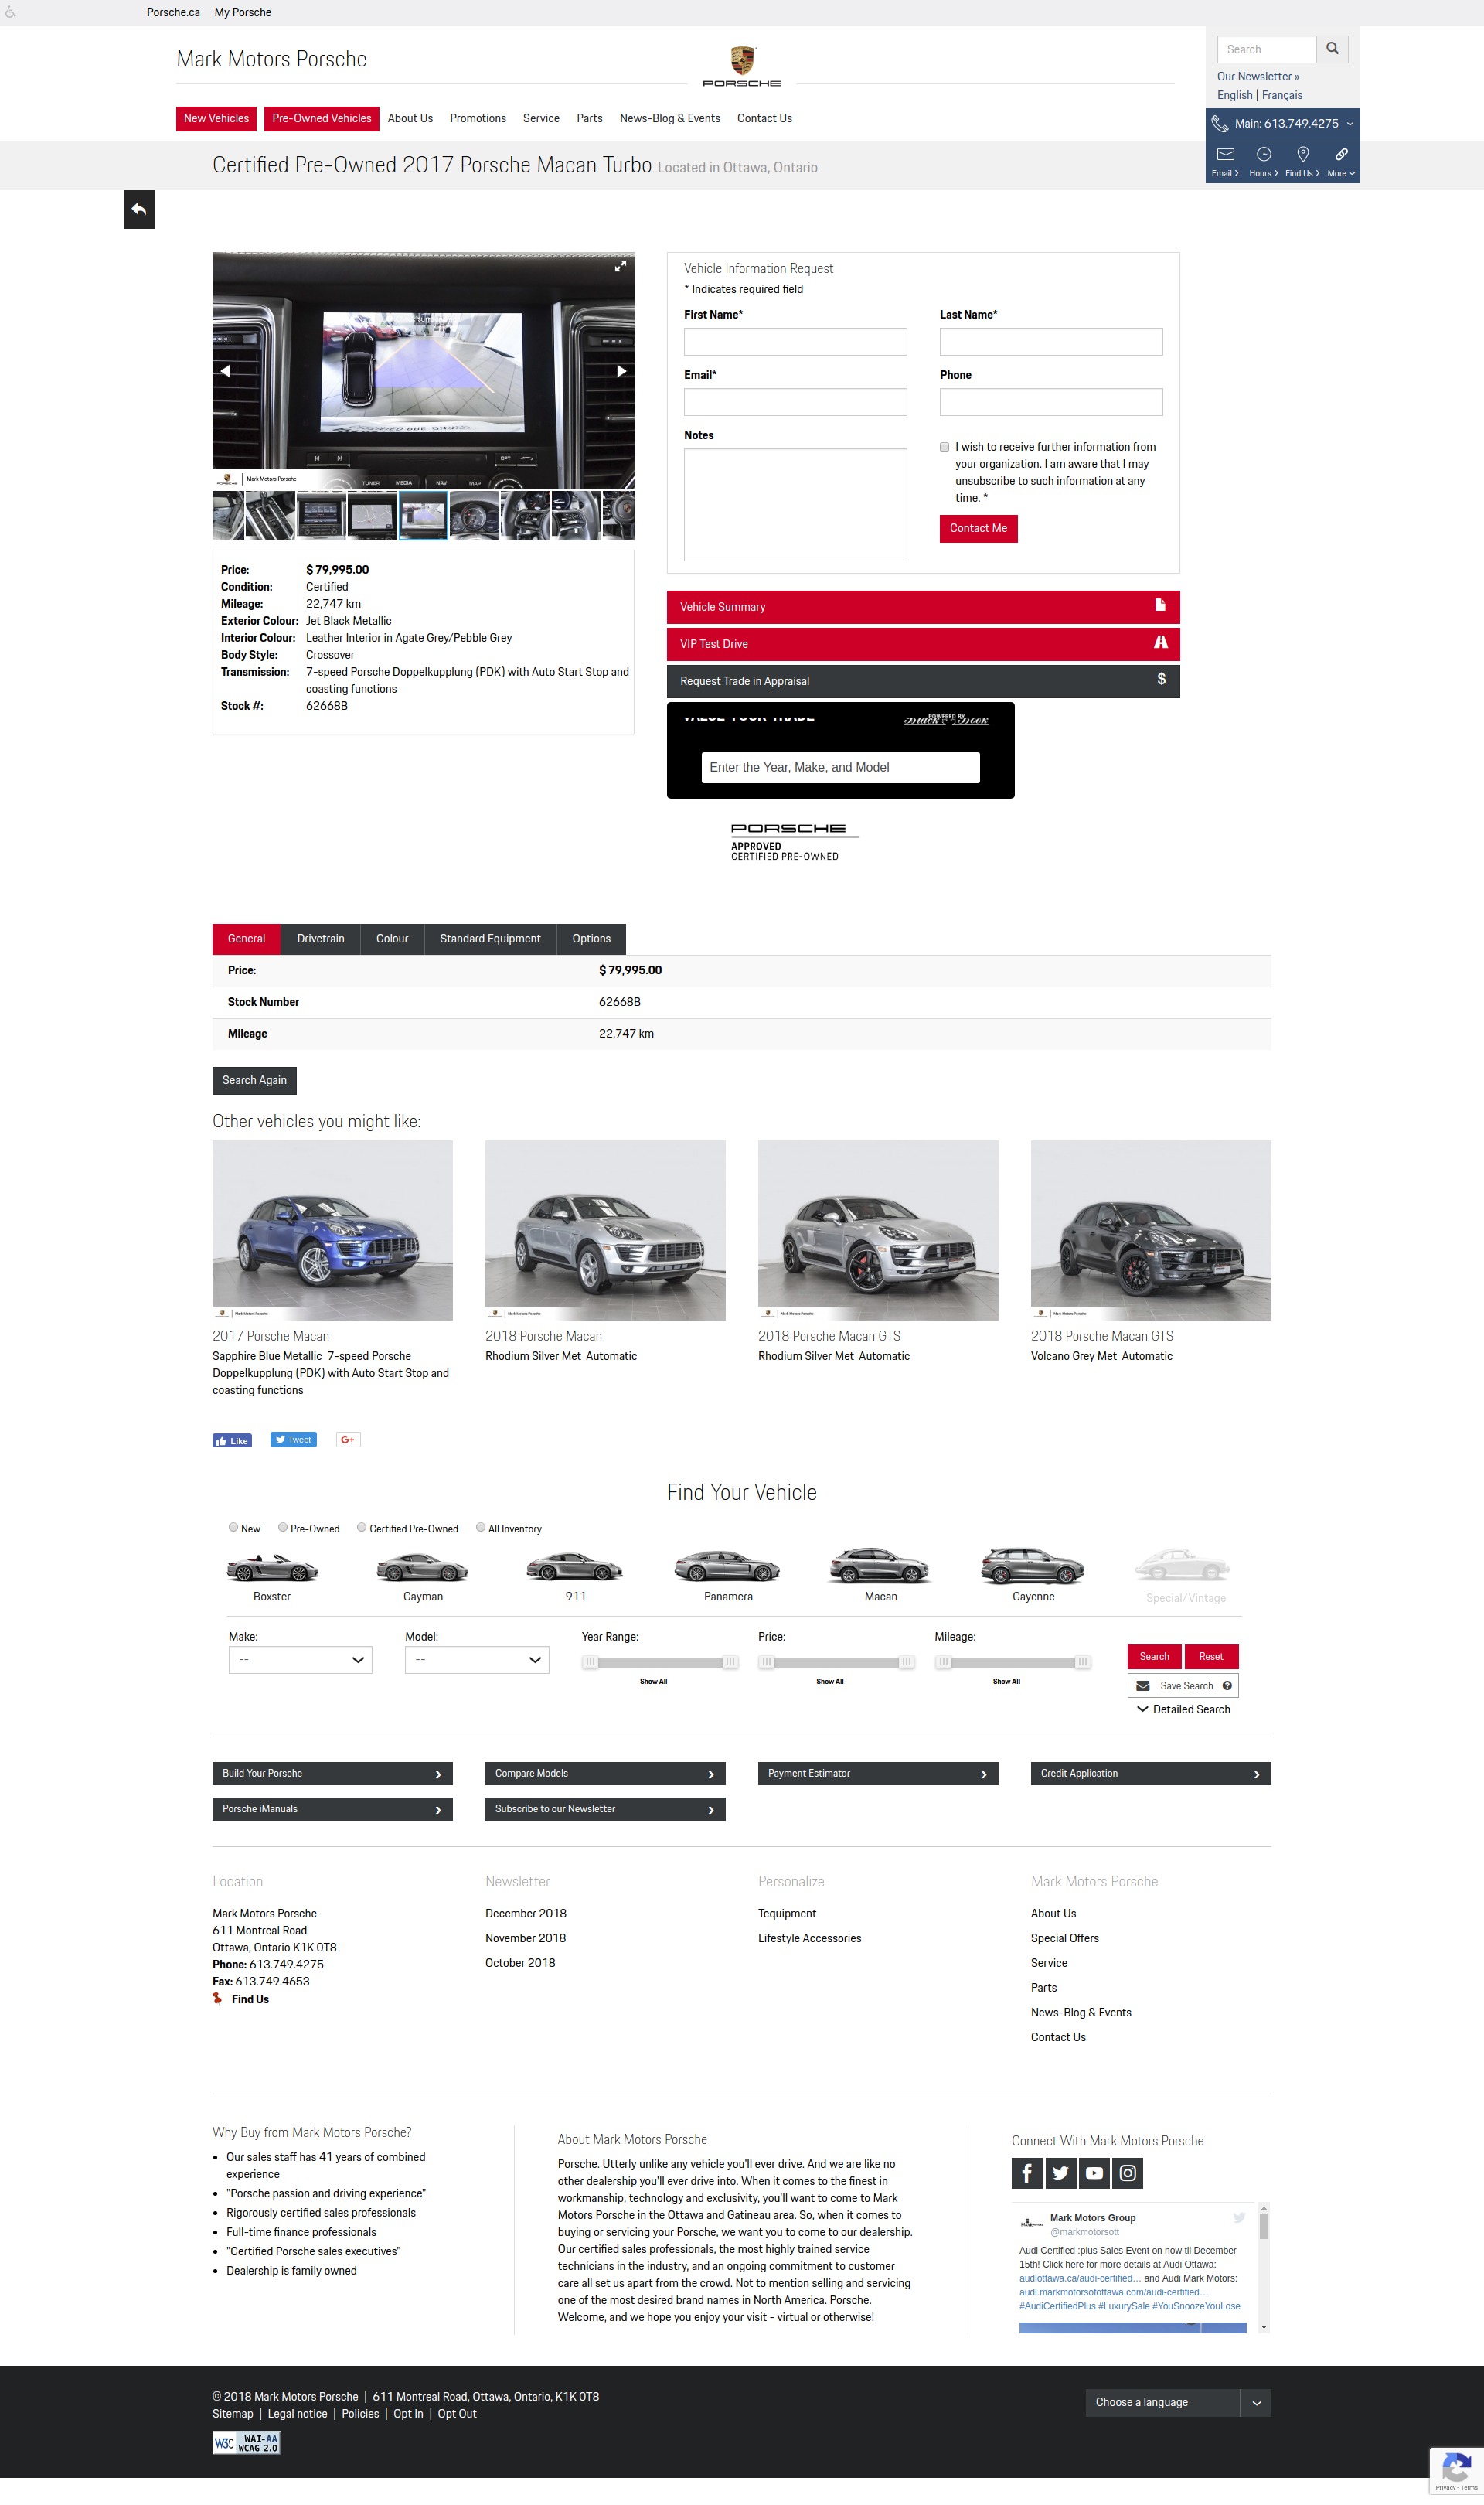 Porsche.ca My Porsche
Mark Motors Porsche
PORSCHE
Search
Our Newsletter »
English | Français
New Vehicles Pre-Owned Vehicles About Us Promotions Service Parts News-Blog & Events Contact Us
Main: 613.749.4275
Email Hours Find Us More
Certified Pre-Owned 2017 Porsche Macan Turbo Located in Ottawa, Ontario
OPT
TUNER MEDIA NAV MAP
Mark Motors Porsche
Price: $ 79,995.00
Condition: Certified
Mileage: 22,747 km
Exterior Colour: Jet Black Metallic
Interior Colour: Leather Interior in Agate Grey/Pebble Grey
Body Style: Crossover
Transmission: 7-speed Porsche Doppelkupplung (PDK) with Auto Start Stop and
coasting functions
Stock #: 62668B
Vehicle Information Request
* Indicates required field
First Name* Last Name*
Email* Phone
Notes
I wish to receive further information from
your organization. I am aware that I may
unsubscribe to such information at any
time. *
Contact Me
Vehicle Summary
VIP Test Drive
Request Trade in Appraisal $
VALUE YOUR TRADE
POWERED BY
Black Book
Enter the Year, Make, and Model
PORSCHE
APPROVED
CERTIFIED PRE-OWNED
General Drivetrain Colour Standard Equipment Options
Price: $ 79,995.00
Stock Number 62668B
Mileage 22,747 km
Search Again
Other vehicles you might like:
Mark Motors Porsche Mark Motors Porsche Mark Motors Porsche Mark Motors Porsche
2017 Porsche Macan
Sapphire Blue Metallic 7-speed Porsche
Doppelkupplung (PDK) with Auto Start Stop and
coasting functions
2018 Porsche Macan
Rhodium Silver Met Automatic
2018 Porsche Macan GTS
Rhodium Silver Met Automatic
2018 Porsche Macan GTS
Volcano Grey Met Automatic
Like Tweet G+
Find Your Vehicle
New Pre-Owned Certified Pre-Owned All Inventory
Boxster Cayman 911 Panamera Macan Cayenne Special/Vintage
Make: Model: Year Range: Price: Mileage:
-- --
Show All Show All Show All
Search Reset
Save Search ?
Detailed Search
Build Your Porsche Compare Models Payment Estimator Credit Application
Porsche iManuals Subscribe to our Newsletter
Location
Mark Motors Porsche
611 Montreal Road
Ottawa, Ontario K1K 0T8
Phone: 613.749.4275
Fax: 613.749.4653
Find Us
Newsletter
December 2018
November 2018
October 2018
Personalize
Tequipment
Lifestyle Accessories
Mark Motors Porsche
About Us
Special Offers
Service
Parts
News-Blog & Events
Contact Us
Why Buy from Mark Motors Porsche?
Our sales staff has 41 years of combined
experience
"Porsche passion and driving experience"
Rigorously certified sales professionals
Full-time finance professionals
"Certified Porsche sales executives"
Dealership is family owned
About Mark Motors Porsche
Porsche. Utterly unlike any vehicle you'll ever drive. And we are like no
other dealership you'll ever drive into. When it comes to the finest in
workmanship, technology and exclusivity, you'll want to come to Mark
Motors Porsche in the Ottawa and Gatineau area. So, when it comes to
buying or servicing your Porsche, we want you to come to our dealership.
Our certified sales professionals, the most highly trained service
technicians in the industry, and an ongoing commitment to customer
care all set us apart from the crowd. Not to mention selling and servicing
one of the most desired brand names in North America. Porsche.
Welcome, and we hope you enjoy your visit - virtual or otherwise!
Connect With Mark Motors Porsche
Mark Motors Group
@markmotorsott
Audi Certified :plus Sales Event on now til December
15th! Click here for more details at Audi Ottawa:
audiottawa.ca/audi-certified… and Audi Mark Motors:
audi.markmotorsofottawa.com/audi-certified…
#AudiCertifiedPlus #LuxurySale #YouSnoozeYouLose
© 2018 Mark Motors Porsche | 611 Montreal Road, Ottawa, Ontario, K1K 0T8
Sitemap | Legal notice | Policies | Opt In | Opt Out
Choose a language
W3C WAI-AA
WCAG 2.0
Privacy - Terms